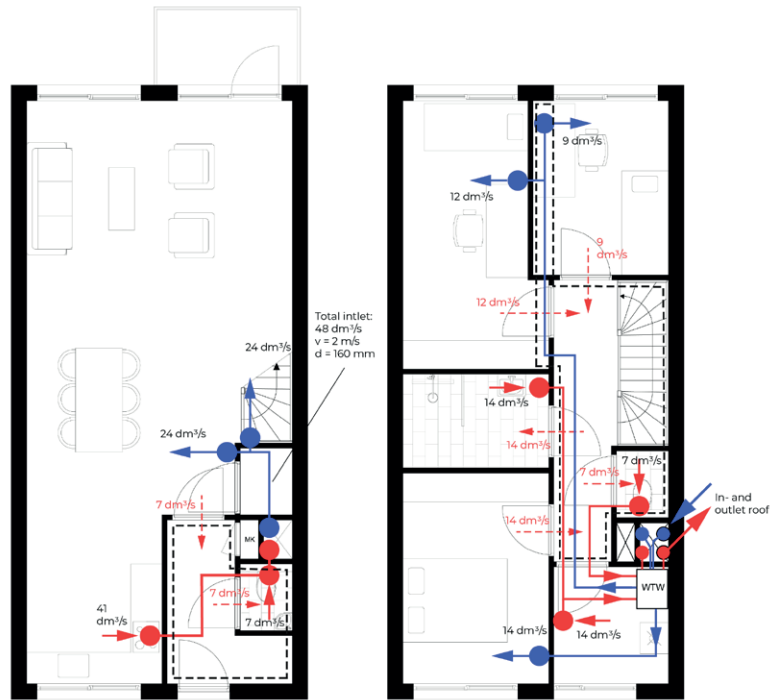 Total intlet:
48 dm³/s
v = 2 m/s
d = 160 mm
24 dm³/s
24 dm³/s
7 dm³/s
MK
7 dm³/s
7 dm³/s
41
dm³/s
9 dm³/s
12 dm³/s
9
dm³/s
12 dm³/s
14 dm³/s
14 dm³/s
7 dm³/s
7 dm³/s
In- and
outlet roof
14 dm³/s
WTW
14 dm³/s
14 dm³/s